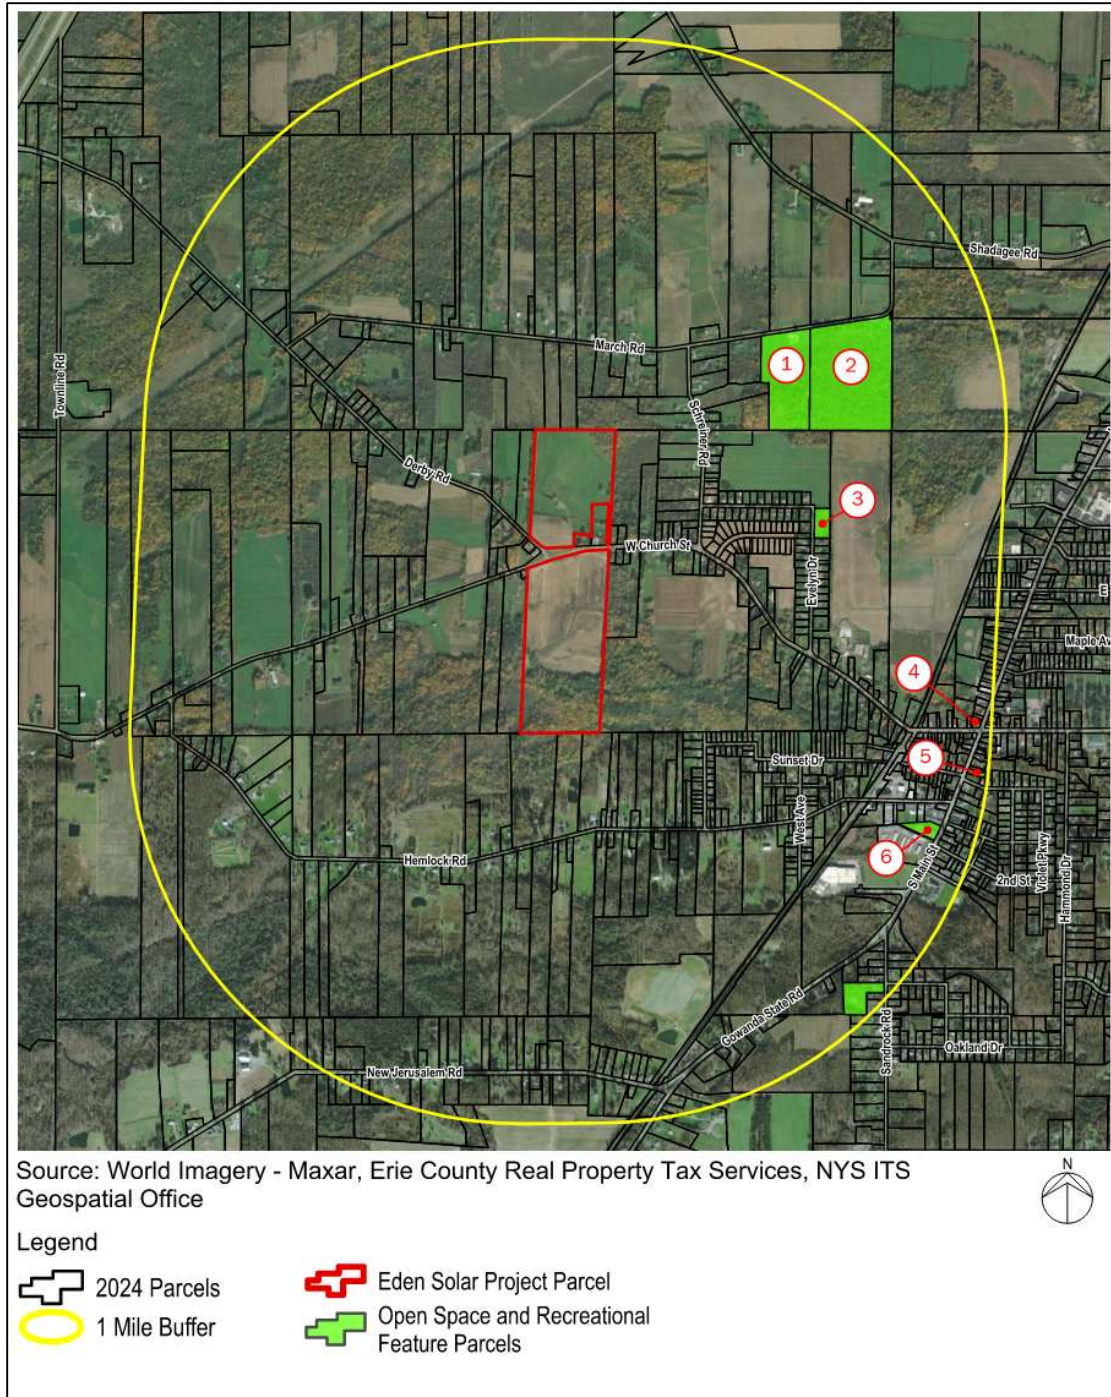 Shadagee Rd
March Rd
1
2
Townline Rd
Schreiner Rd
Derby Rd
3
W Church St
Evelyn Dr
E
Maple Av
4
5
Sunset Dr
West Ave
6
Hemlock Rd
S Main St
2nd St
Violet Pkwy
Hammond Dr
Gowanda State Rd
Sandrock Rd
Oakland Dr
New Jerusalem Rd
Source: World Imagery - Maxar, Erie County Real Property Tax Services, NYS ITS
Geospatial Office
N
Legend
2024 Parcels
Eden Solar Project Parcel
1 Mile Buffer
Open Space and Recreational
Feature Parcels